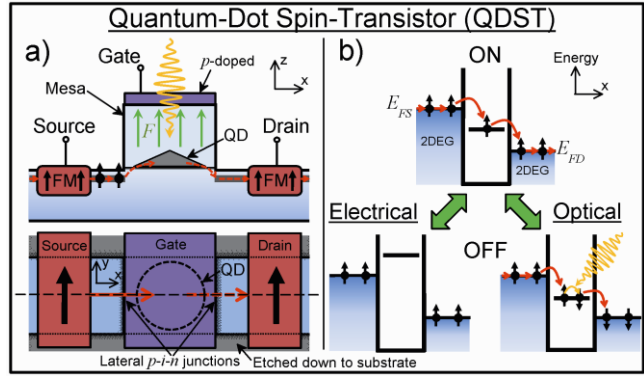 Quantum-Dot Spin-Transistor (QDST)
a)
Gate
p-doped
z
x
Mesa
Source
F
QD
Drain
FM
FM
Source
y
x
Gate
QD
Drain
Lateral p-i-n junctions
Etched down to substrate
b)
ON
Energy
x
E_FS
2DEG
E_FD
2DEG
Electrical
OFF
Optical